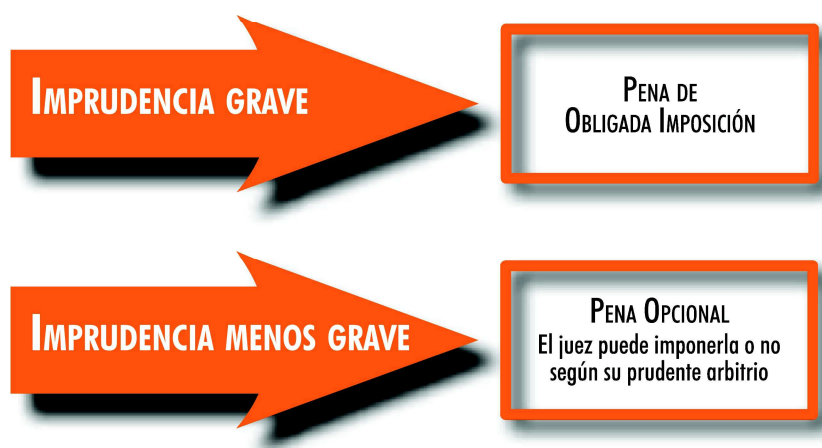 IMPRUDENCIA GRAVE
PENA DE
OBLIGADA IMPOSICIÓN
IMPRUDENCIA MENOS GRAVE
PENA OPCIONAL
El juez puede imponerla o no
según su prudente arbitrio